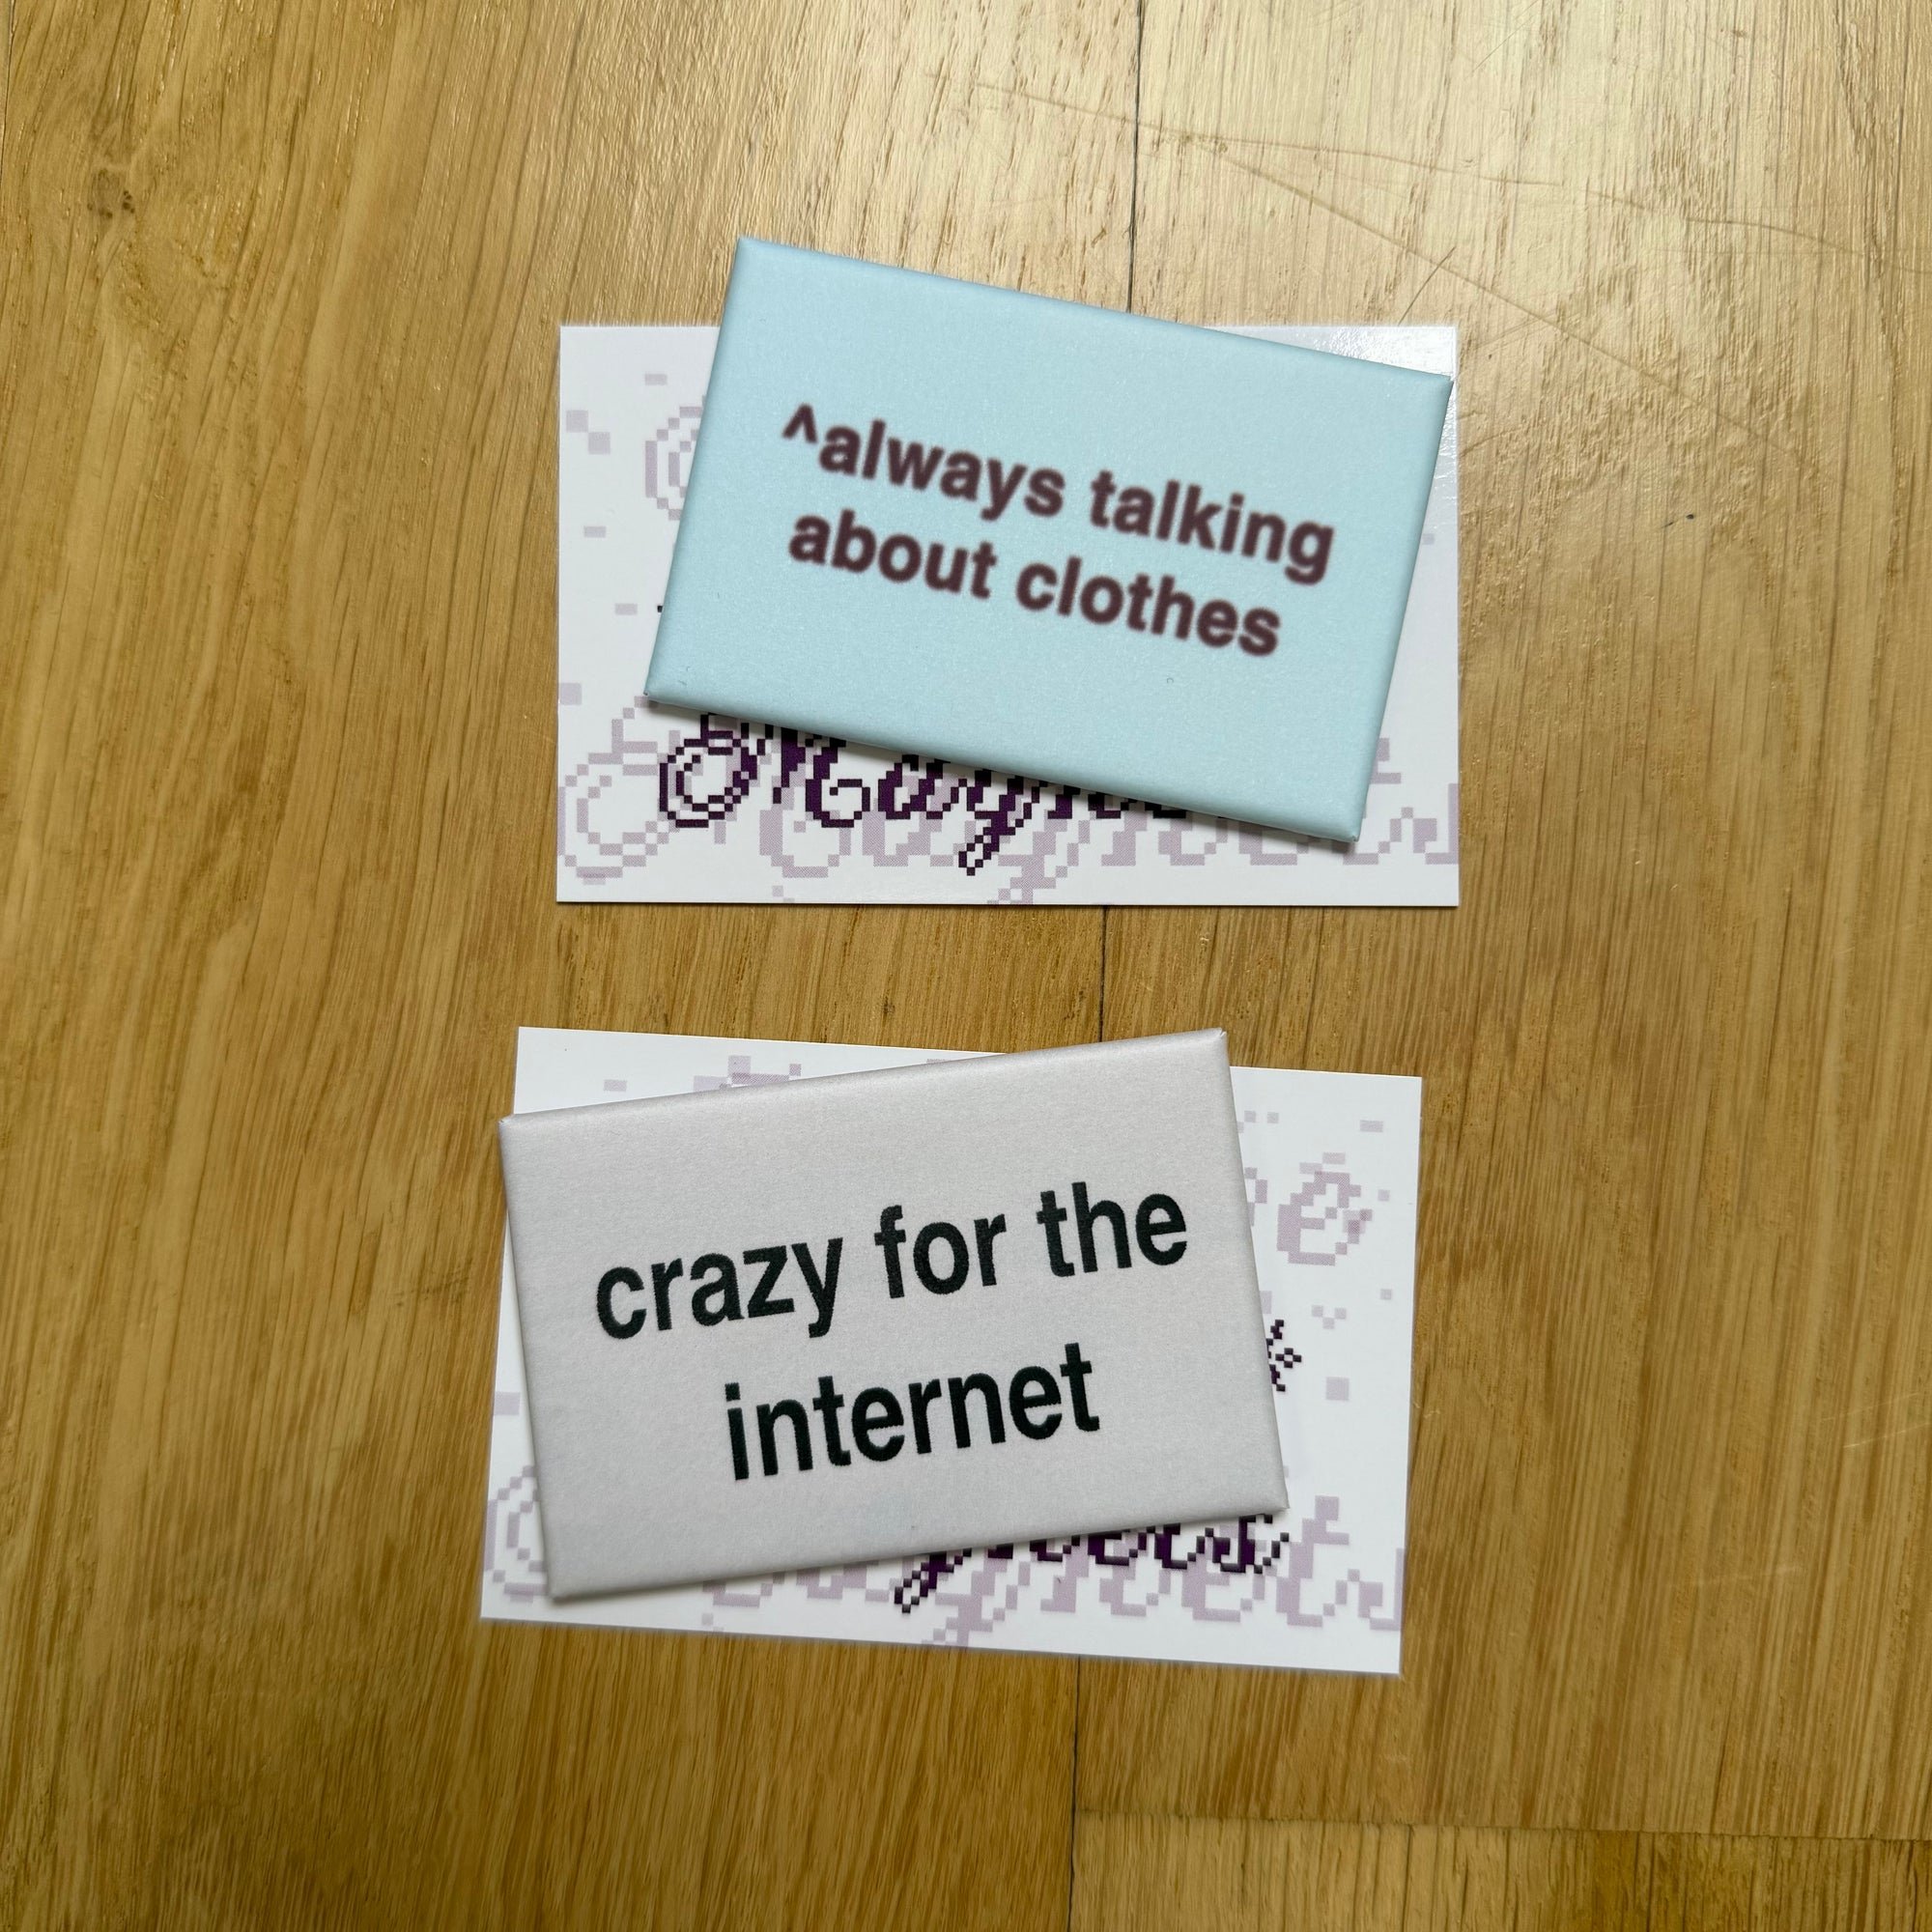 ^always talking
about clothes
crazy for the
internet